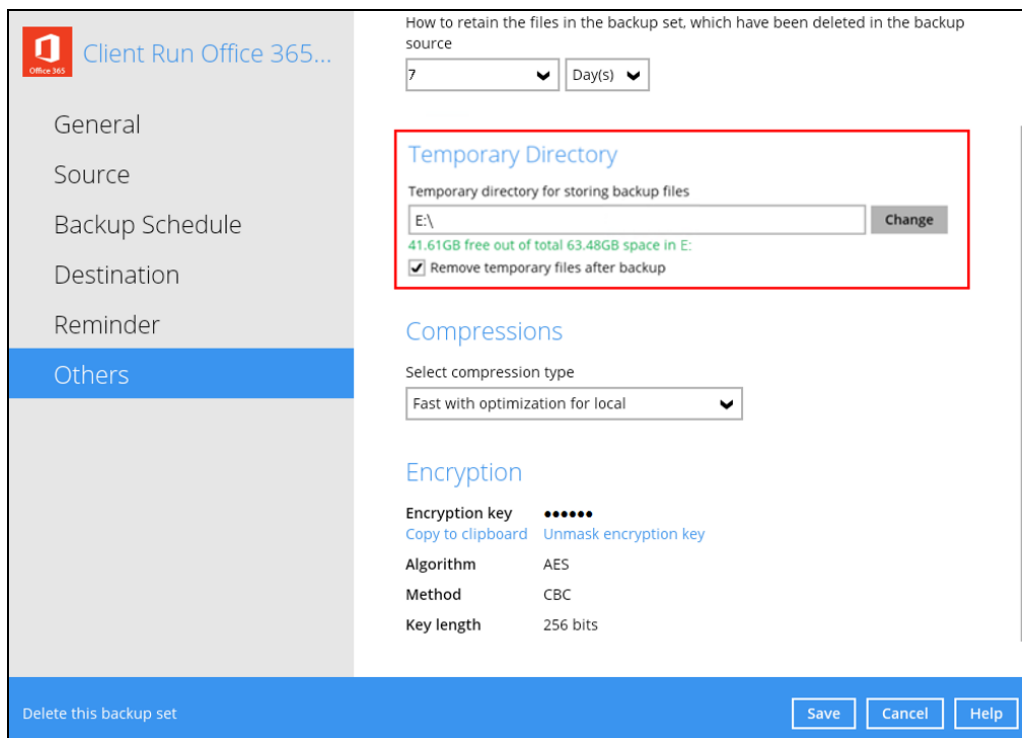 Office 365
Client Run Office 365...
General
Source
Backup Schedule
Destination
Reminder
Others
How to retain the files in the backup set, which have been deleted in the backup
source
7 Day(s)
Temporary Directory
Temporary directory for storing backup files
E:\ Change
41.61GB free out of total 63.48GB space in E:
Remove temporary files after backup
Compressions
Select compression type
Fast with optimization for local
Encryption
Encryption key ••••••
Copy to clipboard Unmask encryption key
Algorithm AES
Method CBC
Key length 256 bits
Delete this backup set Save Cancel Help